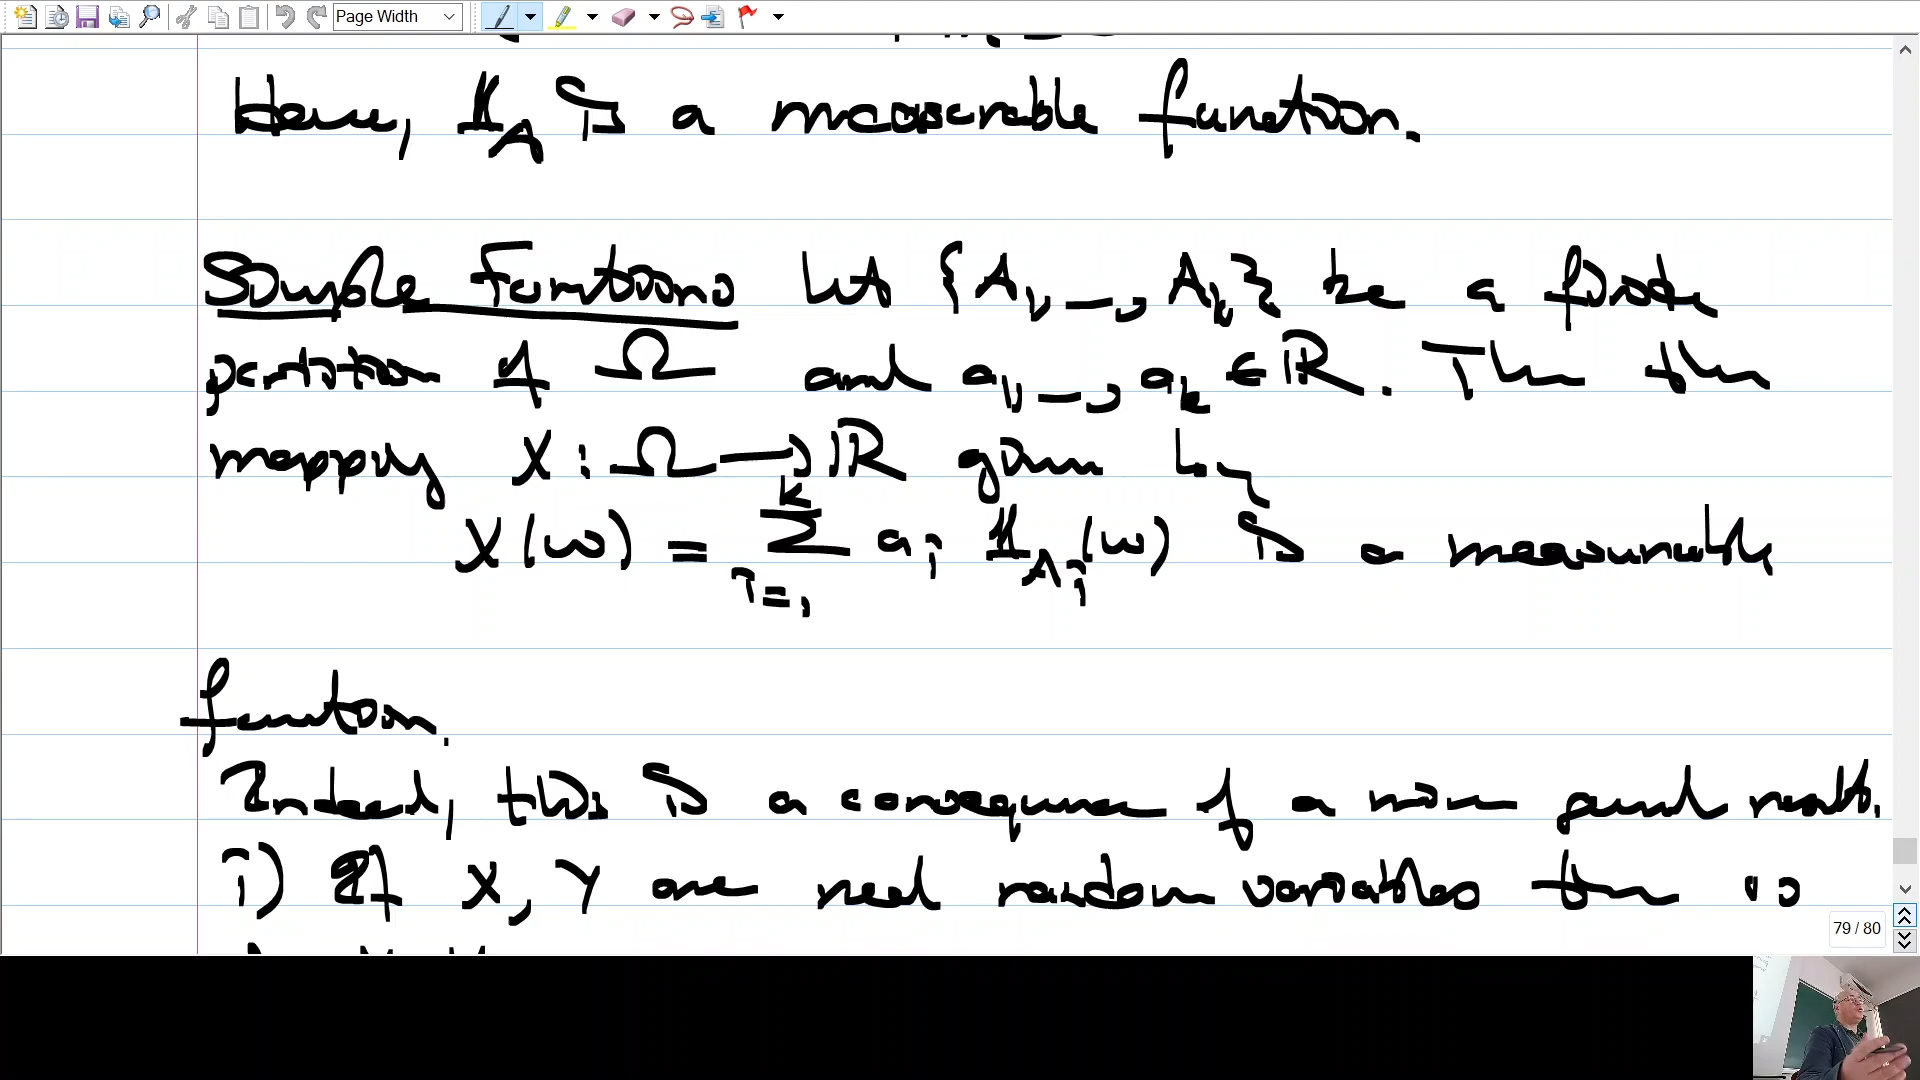 Page Width
Hence, 𝟙_A is a measurable function.
Simple Functions Let {A_1, ..., A_k} be a finite
partition of Ω and a_1, ..., a_k ∈ ℝ. Then the
mapping X : Ω → ℝ given by
X(ω) = Σ_{i=1}^{k} a_i 𝟙_{A_i}(ω) is a measurable
function.
Indeed, this is a consequence of a more general result.
i) If X, Y are real random variables then so
79 / 80